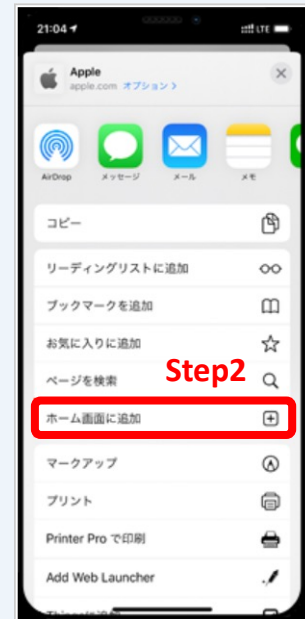 21:04
LTE
Apple
apple.com オプション >
AirDrop メッセージ メール メモ
コピー
リーディングリストに追加
ブックマークを追加
お気に入りに追加
ページを検索
Step2
ホーム画面に追加
マークアップ
プリント
Printer Pro で印刷
Add Web Launcher